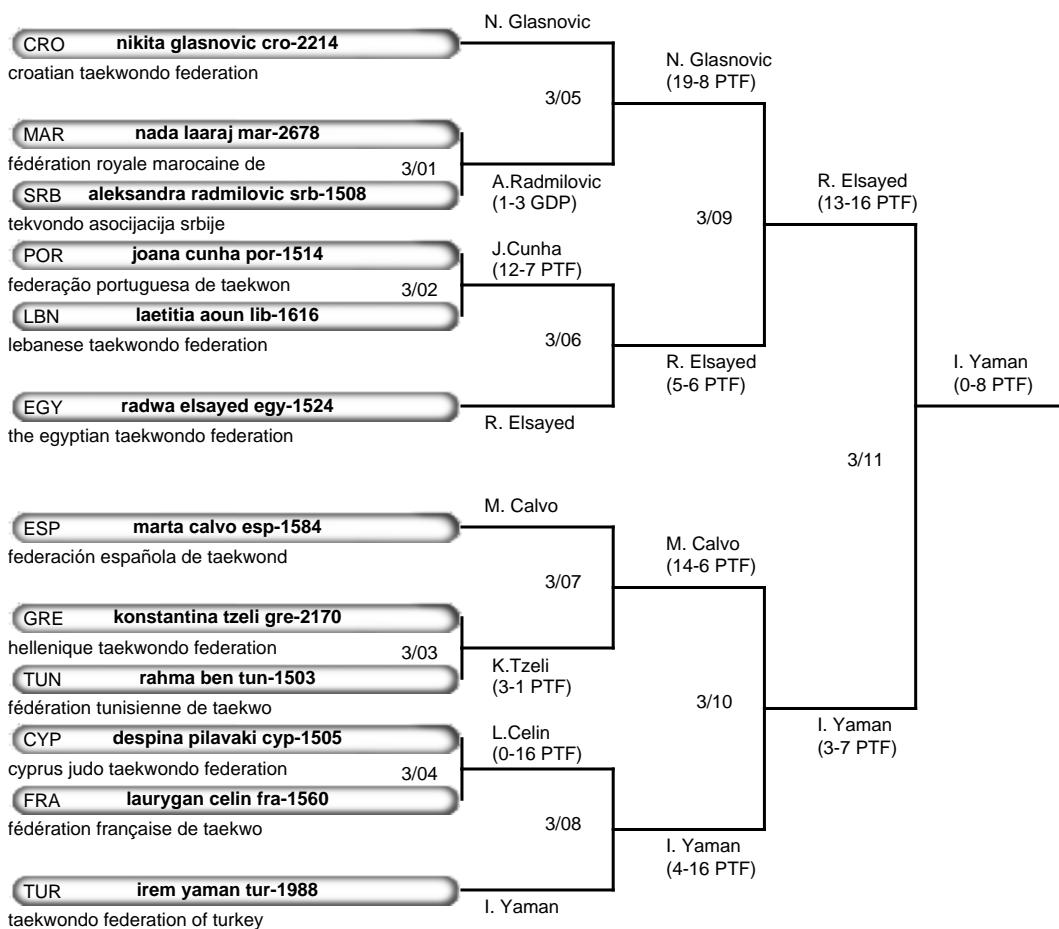 N. Glasnovic
CRO nikita glasnovic cro-2214
croatian taekwondo federation
N. Glasnovic
(19-8 PTF)
3/05
MAR nada laaraj mar-2678
fédération royale marocaine de
3/01
SRB aleksandra radmilovic srb-1508
tekvondo asocijacija srbije
A.Radmilovic
(1-3 GDP)
R. Elsayed
(13-16 PTF)
3/09
POR joana cunha por-1514
federação portuguesa de taekwon
J.Cunha
(12-7 PTF)
3/02
LBN laetitia aoun lib-1616
lebanese taekwondo federation
3/06
R. Elsayed
(5-6 PTF)
I. Yaman
(0-8 PTF)
EGY radwa elsayed egy-1524
the egyptian taekwondo federation
R. Elsayed
3/11
M. Calvo
ESP marta calvo esp-1584
federación española de taekwond
M. Calvo
(14-6 PTF)
3/07
GRE konstantina tzeli gre-2170
hellenique taekwondo federation
3/03
TUN rahma ben tun-1503
fédération tunisienne de taekwo
K.Tzeli
(3-1 PTF)
3/10
I. Yaman
(3-7 PTF)
CYP despina pilavaki cyp-1505
cyprus judo taekwondo federation
L.Celin
(0-16 PTF)
3/04
FRA laurygan celin fra-1560
fédération française de taekwo
3/08
I. Yaman
(4-16 PTF)
TUR irem yaman tur-1988
taekwondo federation of turkey
I. Yaman